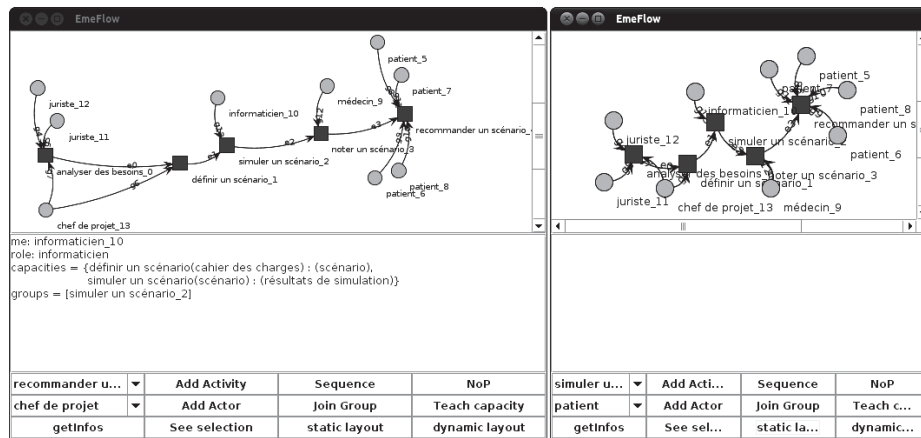 EmeFlow
juriste_12
juriste_11
analyser des besoins_0
chef de projet_13
définir un scénario_1
informaticien_10
simuler un scénario_2
médecin_9
noter un scénario_3
patient_5
patient_7
recommander un scénario
patient_8
patient_6
e0
e2
e3
me: informaticien_10
role: informaticien
capacities = {définir un scénario(cahier des charges) : (scénario),
simuler un scénario(scénario) : (résultats de simulation)}
groups = [simuler un scénario_2]
recommander u... Add Activity Sequence NoP
chef de projet Add Actor Join Group Teach capacity
getInfos See selection static layout dynamic layout
EmeFlow
patient_5
patient_7
patient_8
informaticien_1
recommander un s
juriste_12
simuler un scénario_2
patient_6
analyser des besoins
noter un scénario_3
définir un scénario_1
juriste_11
chef de projet_13 médecin_9
simuler u... Add Acti... Sequence NoP
patient Add Actor Join Group Teach c...
getInfos See sel... static la... dynamic...